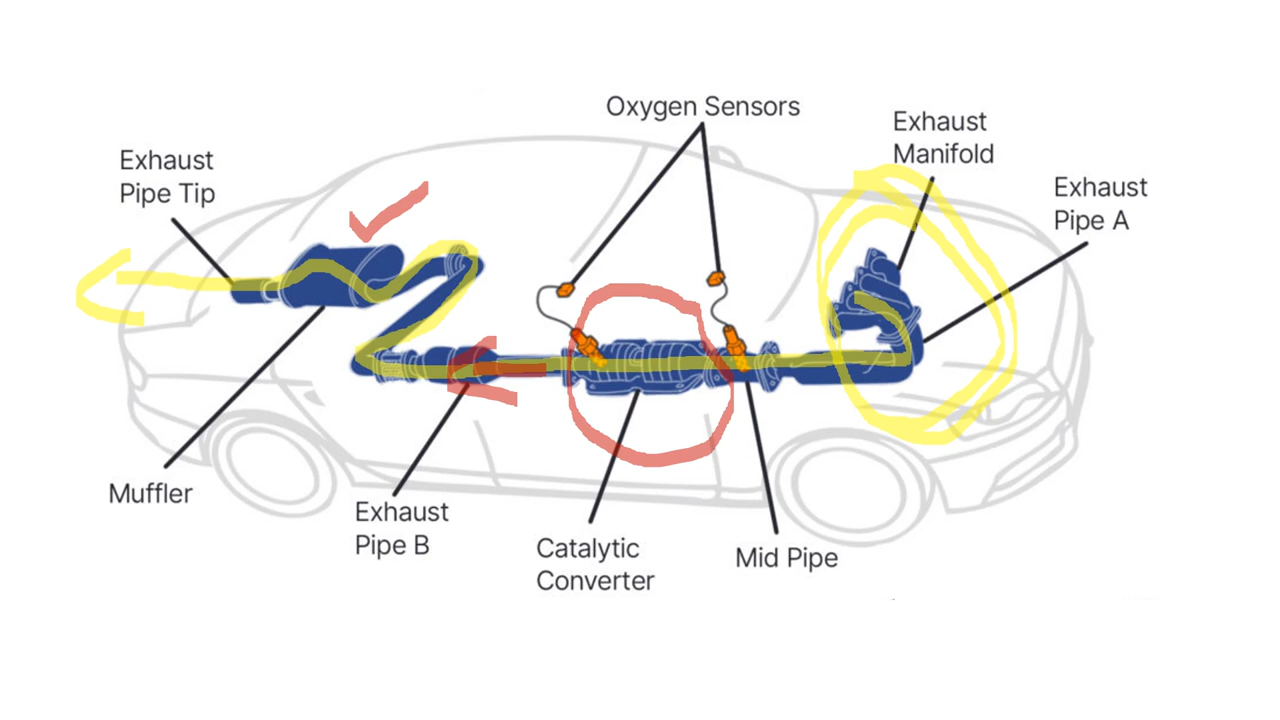 Oxygen Sensors
Exhaust
Manifold
Exhaust
Pipe Tip
Exhaust
Pipe A
Muffler
Exhaust
Pipe B
Catalytic
Converter
Mid Pipe